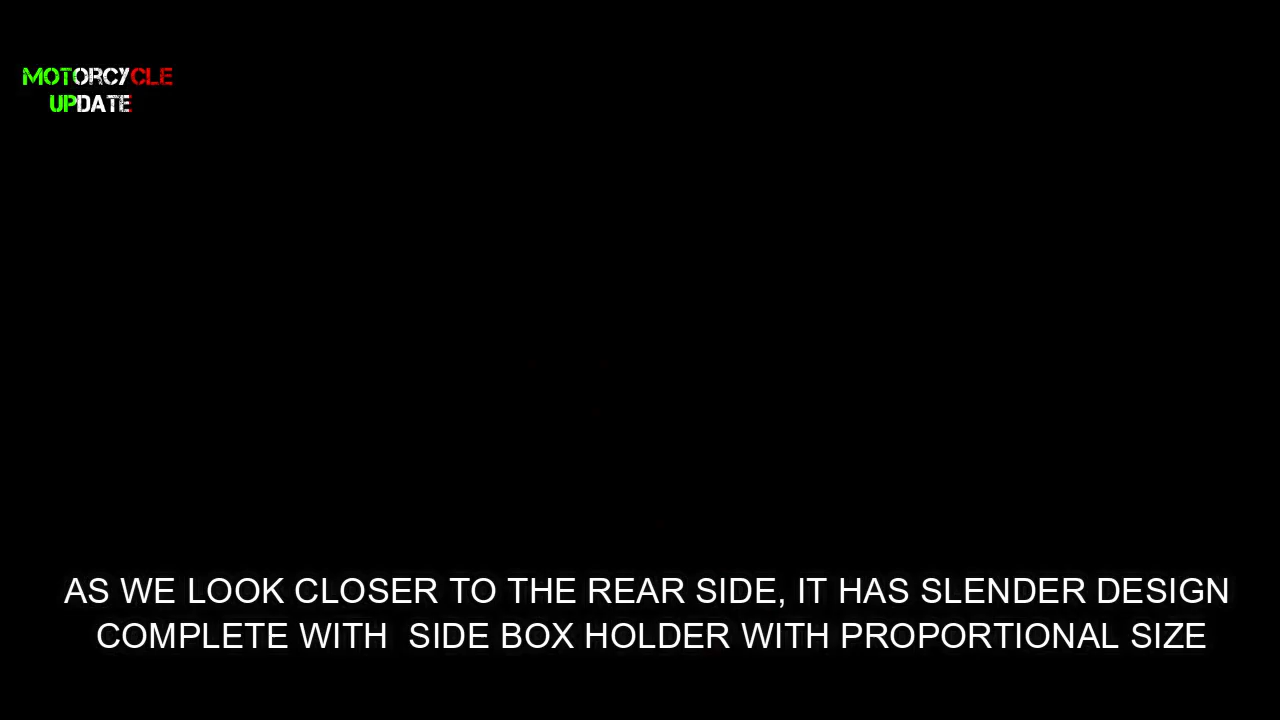 MOTORCYCLE
UPDATE
AS WE LOOK CLOSER TO THE REAR SIDE, IT HAS SLENDER DESIGN
COMPLETE WITH  SIDE BOX HOLDER WITH PROPORTIONAL SIZE